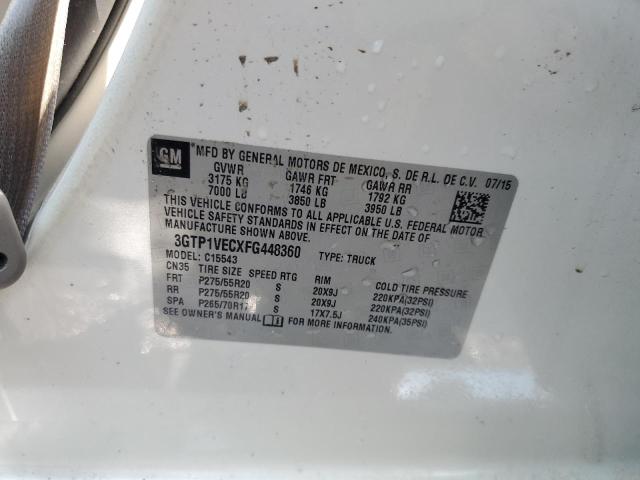 GM MFD BY GENERAL MOTORS DE MEXICO, S. DE R.L. DE C.V. 07/15
GVWR GAWR FRT GAWR RR
3175 KG 1746 KG 1792 KG
7000 LB 3850 LB 3950 LB
THIS VEHICLE CONFORMS TO ALL APPLICABLE U.S. FEDERAL MOTOR
VEHICLE SAFETY STANDARDS IN EFFECT ON THE DATE OF
MANUFACTURE SHOWN ABOVE.
3GTP1VECXFG448360 TYPE: TRUCK
MODEL: C15543
CN35 TIRE SIZE SPEED RTG RIM COLD TIRE PRESSURE
FRT P275/55R20 S 20X9J 220KPA(32PSI)
RR P275/55R20 S 20X9J 220KPA(32PSI)
SPA P265/70R17 S 17X7.5J 240KPA(35PSI)
SEE OWNER'S MANUAL FOR MORE INFORMATION.